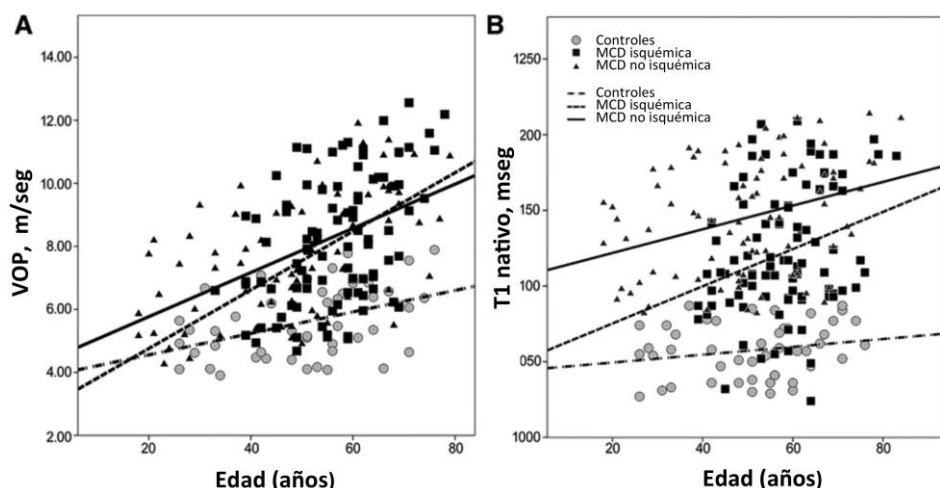 A
14.00
12.00
10.00
8.00
6.00
4.00
2.00
20
40
60
80
VOP, m/seg
Edad (años)
B
1250
200
150
100
050
1000
20
40
60
80
T1 nativo, mseg
Edad (años)
Controles
MCD isquémica
MCD no isquémica
Controles
MCD isquémica
MCD no isquémica